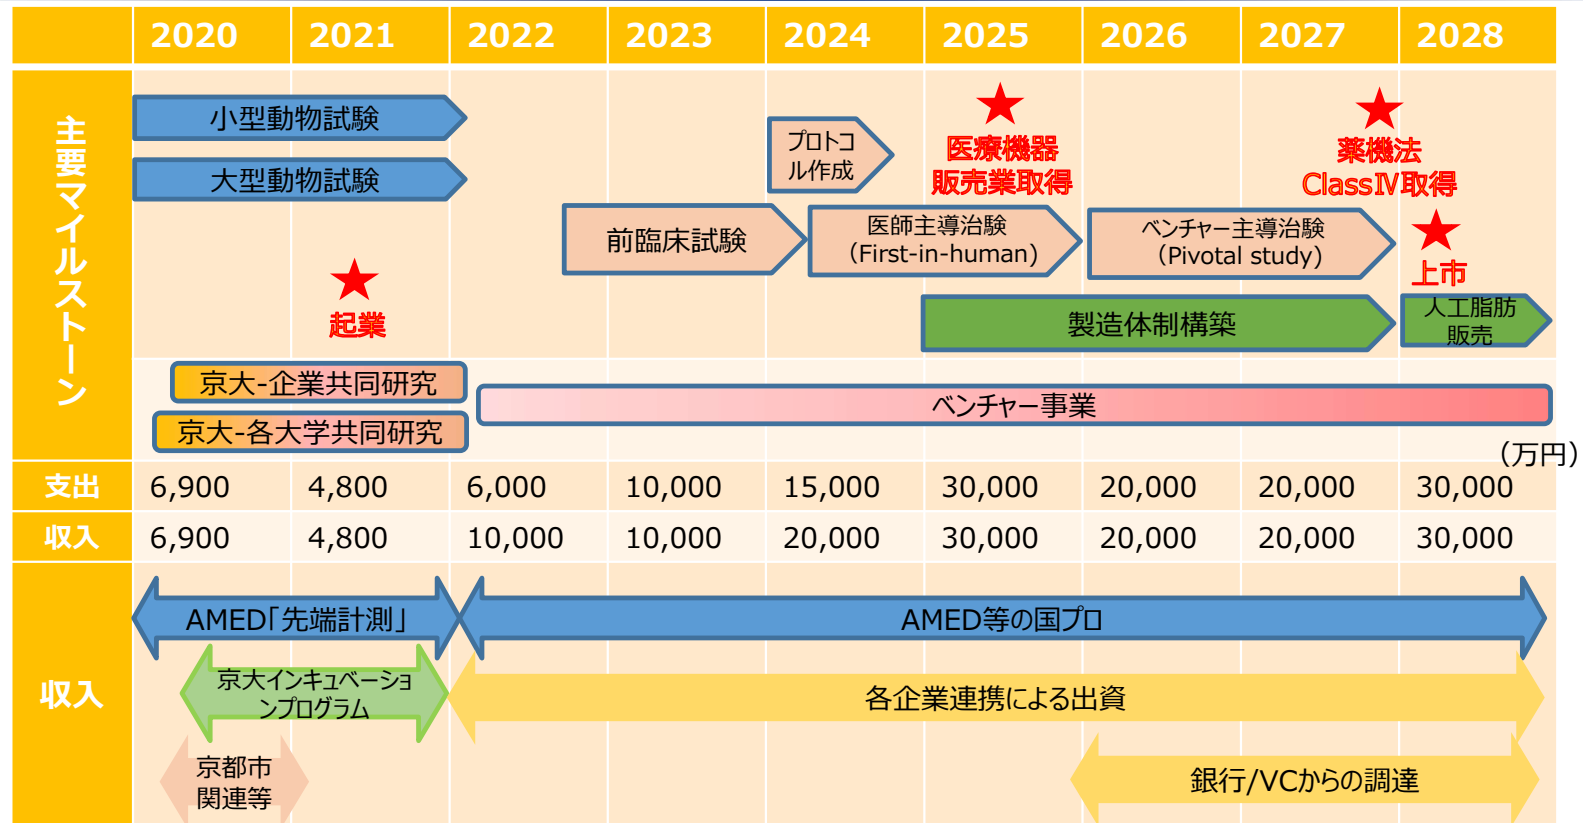 2020 2021 2022 2023 2024 2025 2026 2027 2028
主要マイルストーン
小型動物試験
大型動物試験
プロトコ
ル作成
医療機器
販売業取得
薬機法
ClassⅣ取得
前臨床試験
医師主導治験
（First-in-human）
ベンチャー主導治験
（Pivotal study）
上市
起業
製造体制構築
人工脂肪
販売
京大-企業共同研究
京大-各大学共同研究
ベンチャー事業
（万円）
支出 6,900 4,800 6,000 10,000 15,000 30,000 20,000 20,000 30,000
収入 6,900 4,800 10,000 10,000 20,000 30,000 20,000 20,000 30,000
収入
AMED「先端計測」
AMED等の国プロ
京大インキュベーショ
ンプログラム
各企業連携による出資
京都市
関連等
銀行/VCからの調達